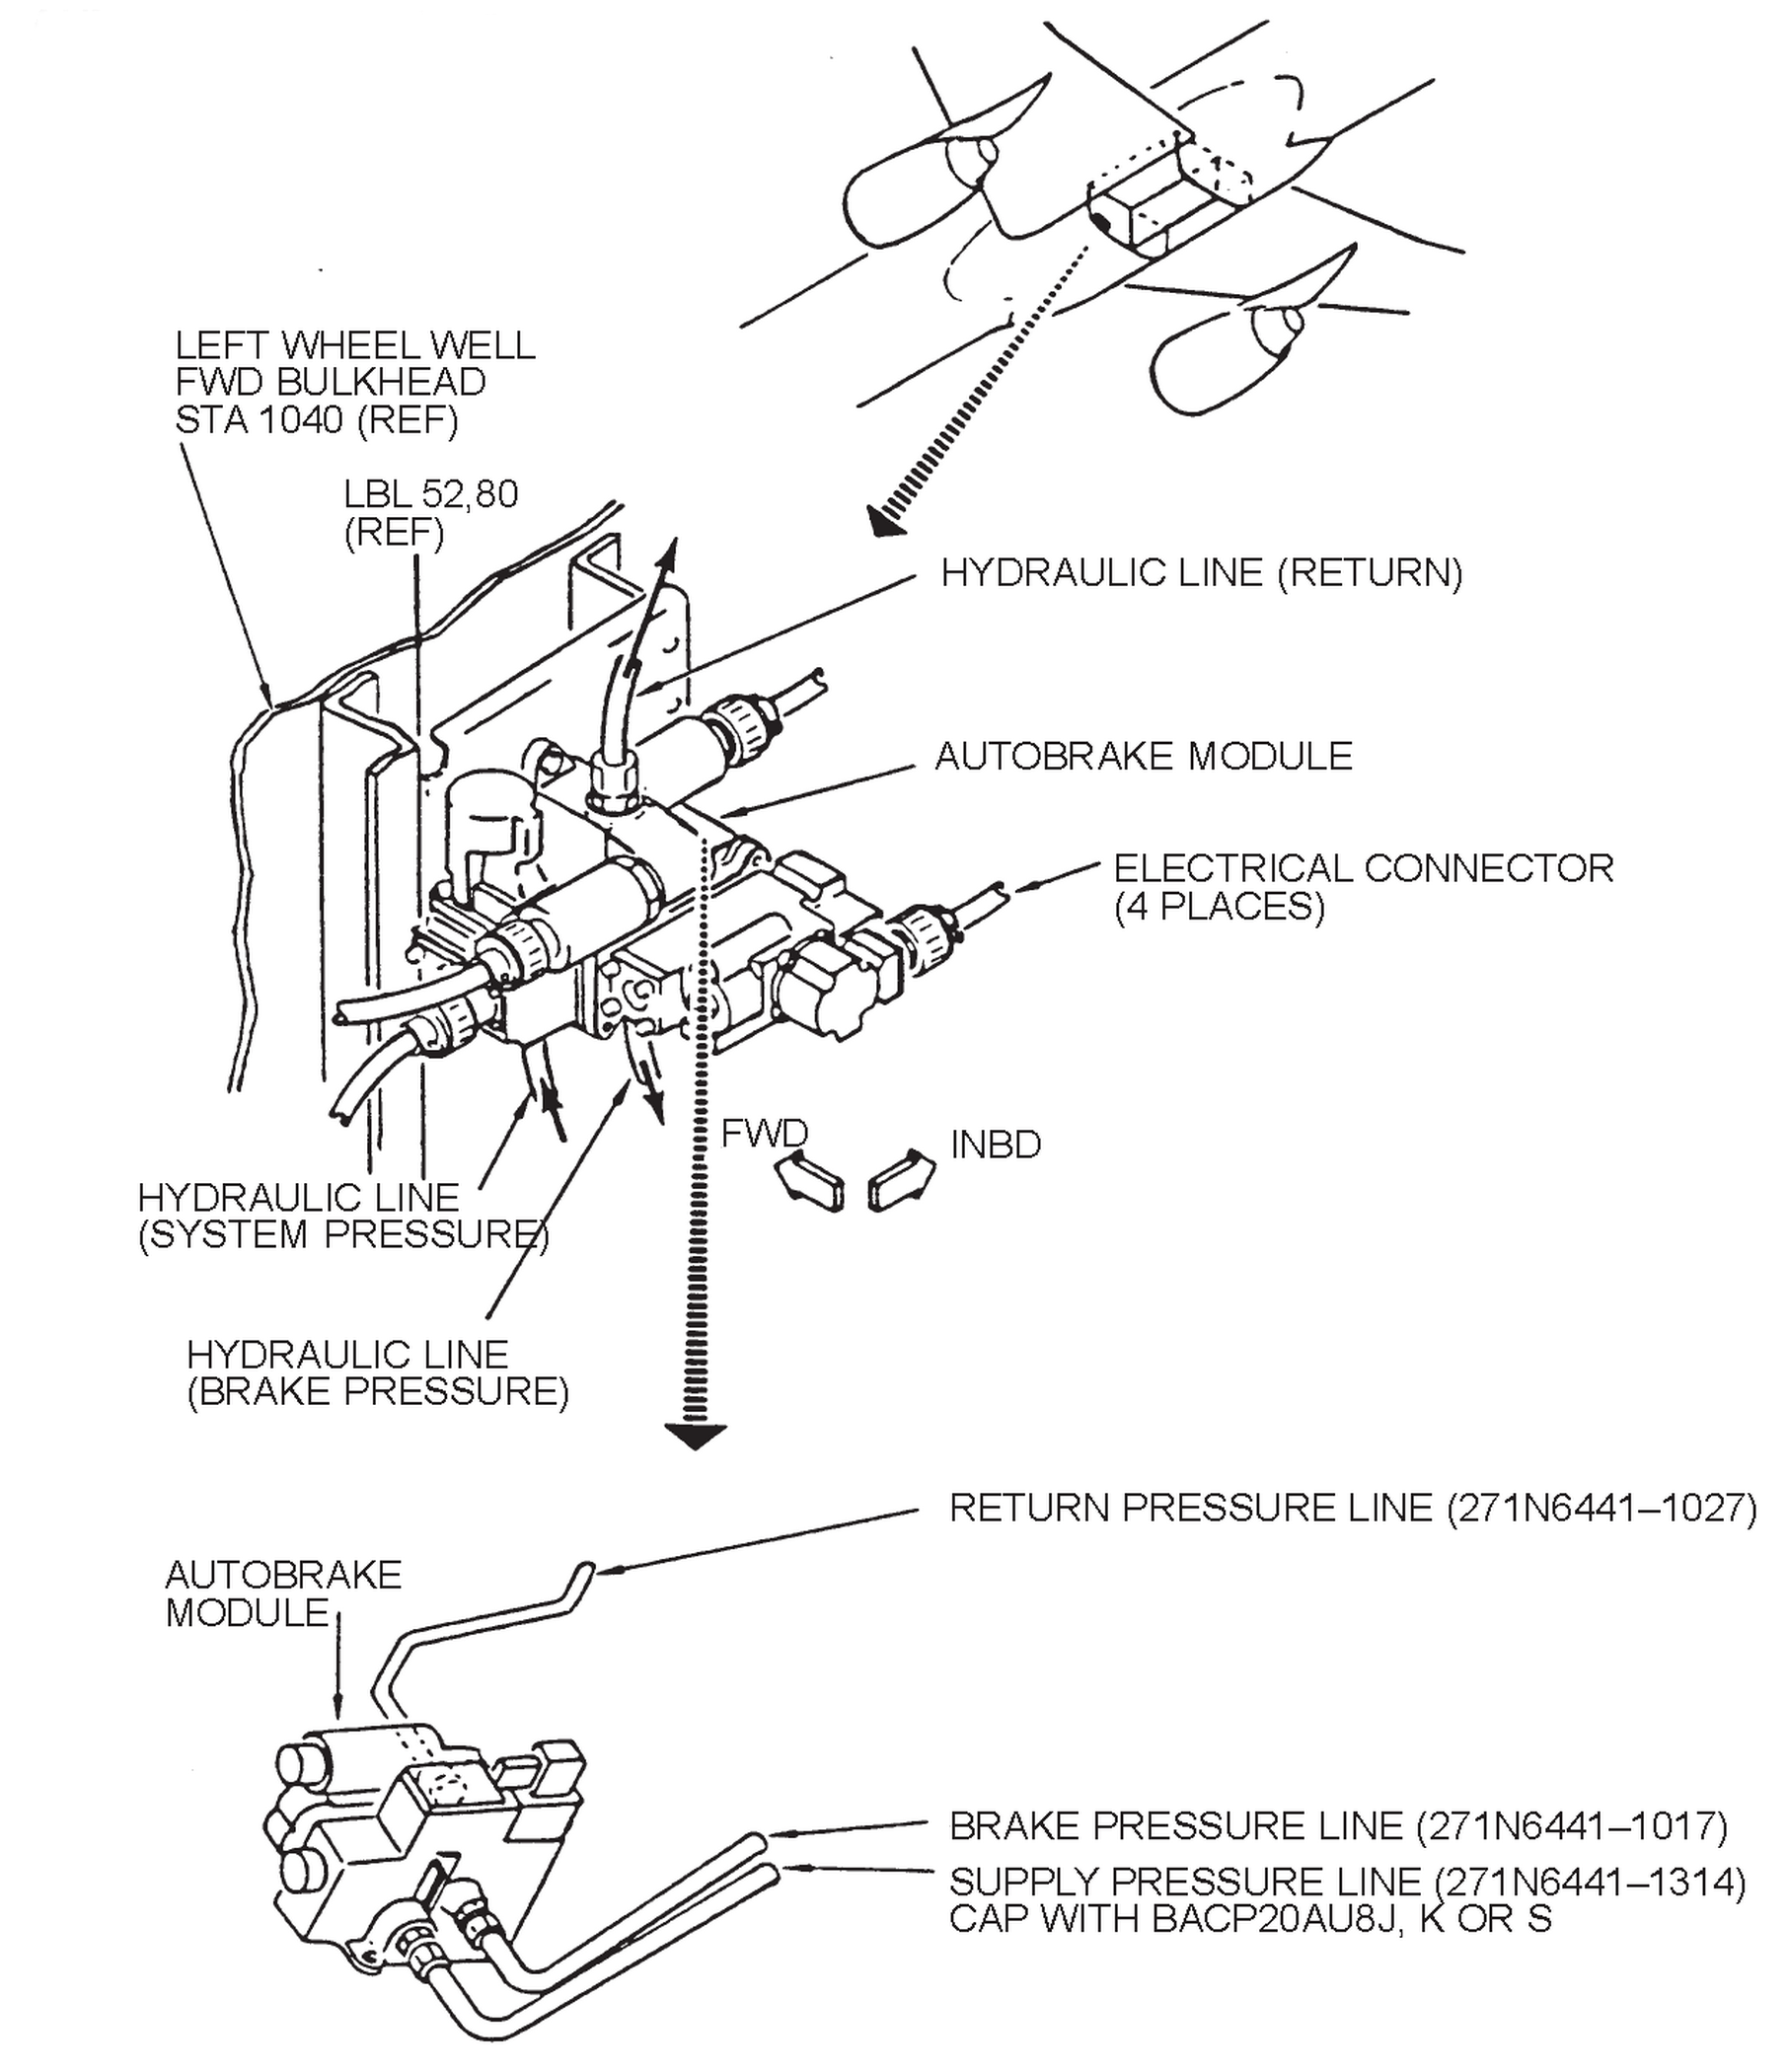 LEFT WHEEL WELL
FWD BULKHEAD
STA 1040 (REF)
LBL 52,80
(REF)
HYDRAULIC LINE (RETURN)
AUTOBRAKE MODULE
ELECTRICAL CONNECTOR
(4 PLACES)
FWD
INBD
HYDRAULIC LINE
(SYSTEM PRESSURE)
HYDRAULIC LINE
(BRAKE PRESSURE)
RETURN PRESSURE LINE (271N6441–1027)
AUTOBRAKE
MODULE
BRAKE PRESSURE LINE (271N6441–1017)
SUPPLY PRESSURE LINE (271N6441–1314)
CAP WITH BACP20AU8J, K OR S